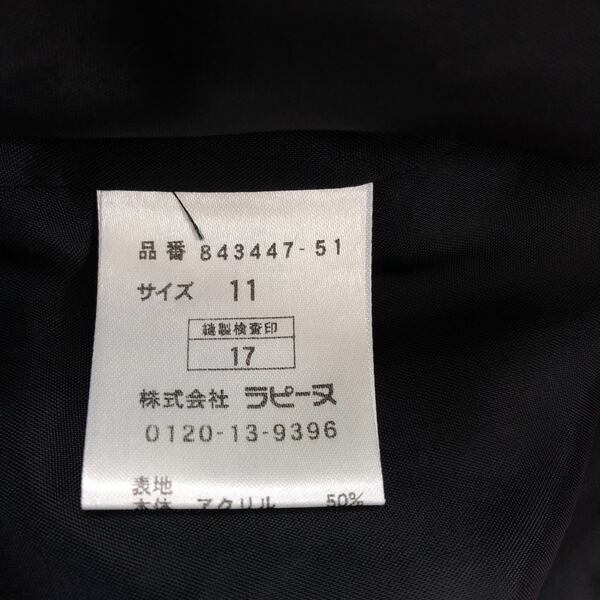 品番 843447-51
サイズ 11
縫製検査印
17
株式会社 ラピーヌ
0120-13-9396
表地
本体 アクリル 50%